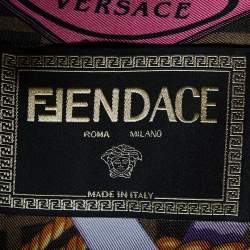 VERSACE
FENDACE
ROMA MILANO
MADE IN ITALY